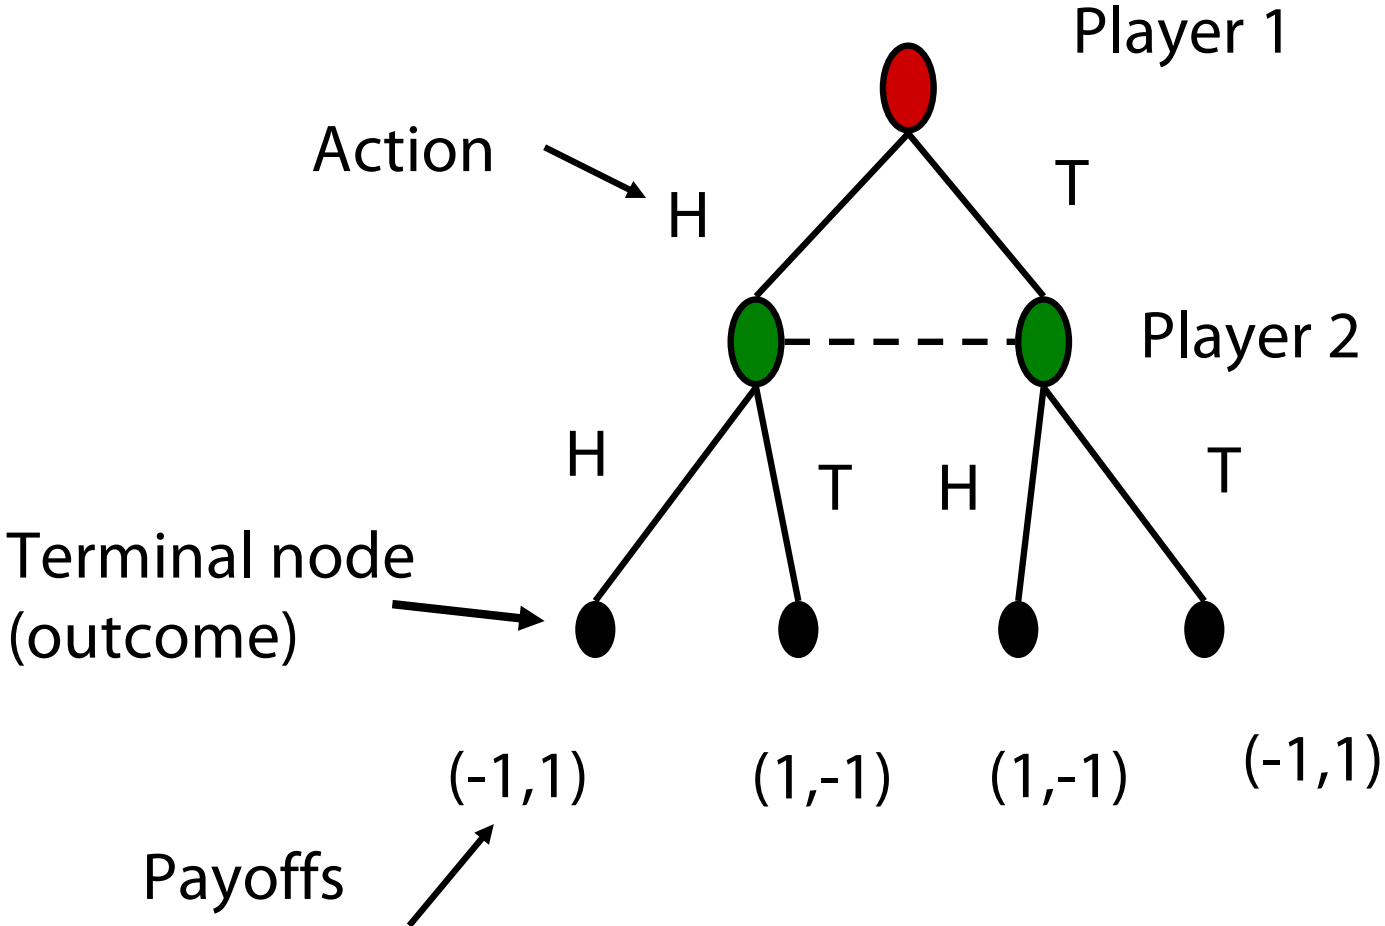 Player 1
Action
H
T
Player 2
H
T
H
T
Terminal node
(outcome)
(-1,1)
(1,-1)
(1,-1)
(-1,1)
Payoffs